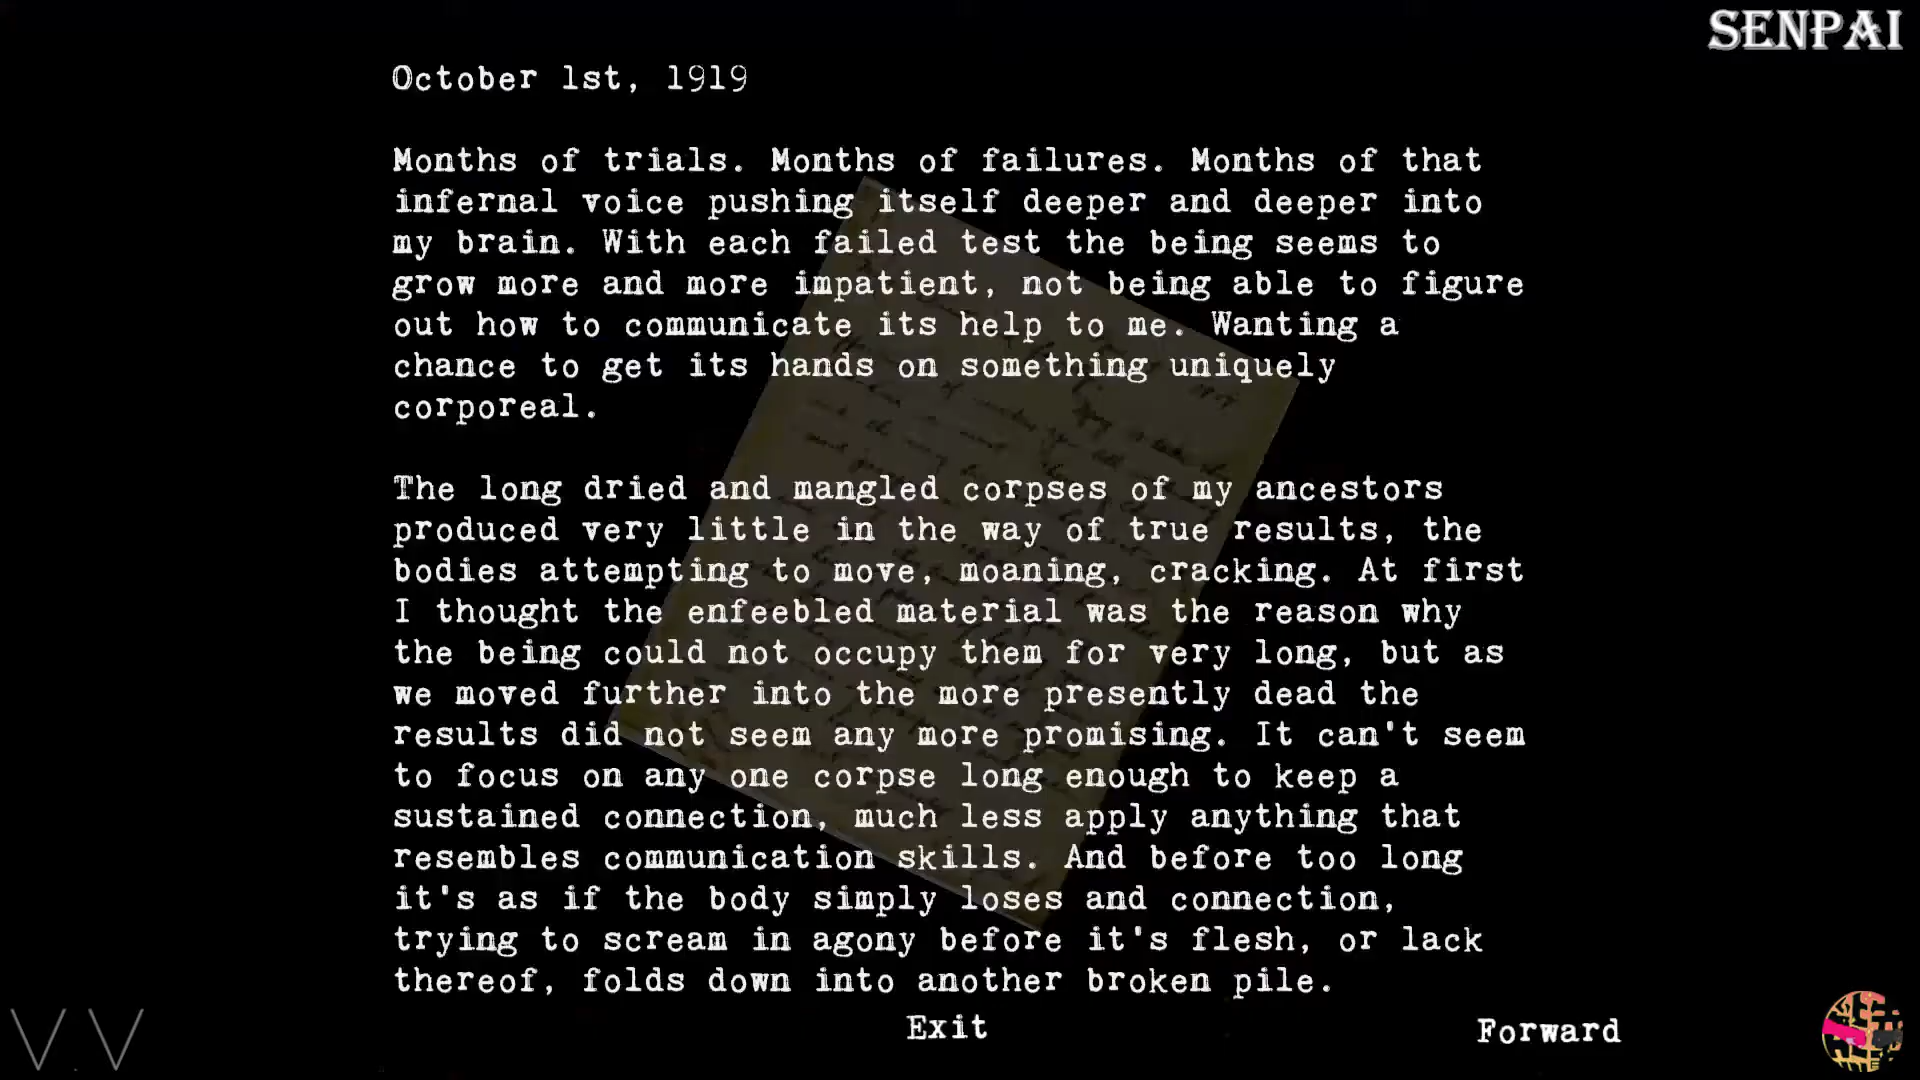 SENPAI
October 1st, 1919
Months of trials. Months of failures. Months of that
infernal voice pushing itself deeper and deeper into
my brain. With each failed test the being seems to
grow more and more impatient, not being able to figure
out how to communicate its help to me. Wanting a
chance to get its hands on something uniquely
corporeal.
The long dried and mangled corpses of my ancestors
produced very little in the way of true results, the
bodies attempting to move, moaning, cracking. At first
I thought the enfeebled material was the reason why
the being could not occupy them for very long, but as
we moved further into the more presently dead the
results did not seem any more promising. It can't seem
to focus on any one corpse long enough to keep a
sustained connection, much less apply anything that
resembles communication skills. And before too long
it's as if the body simply loses and connection,
trying to scream in agony before it's flesh, or lack
thereof, folds down into another broken pile.
Exit
Forward